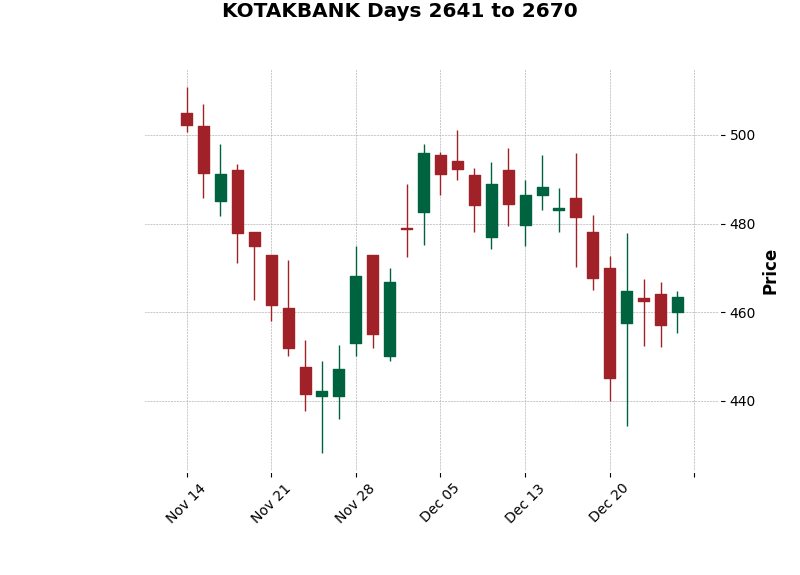 KOTAKBANK Days 2641 to 2670
500
480
460
440
Price
Nov 14
Nov 21
Nov 28
Dec 05
Dec 13
Dec 20